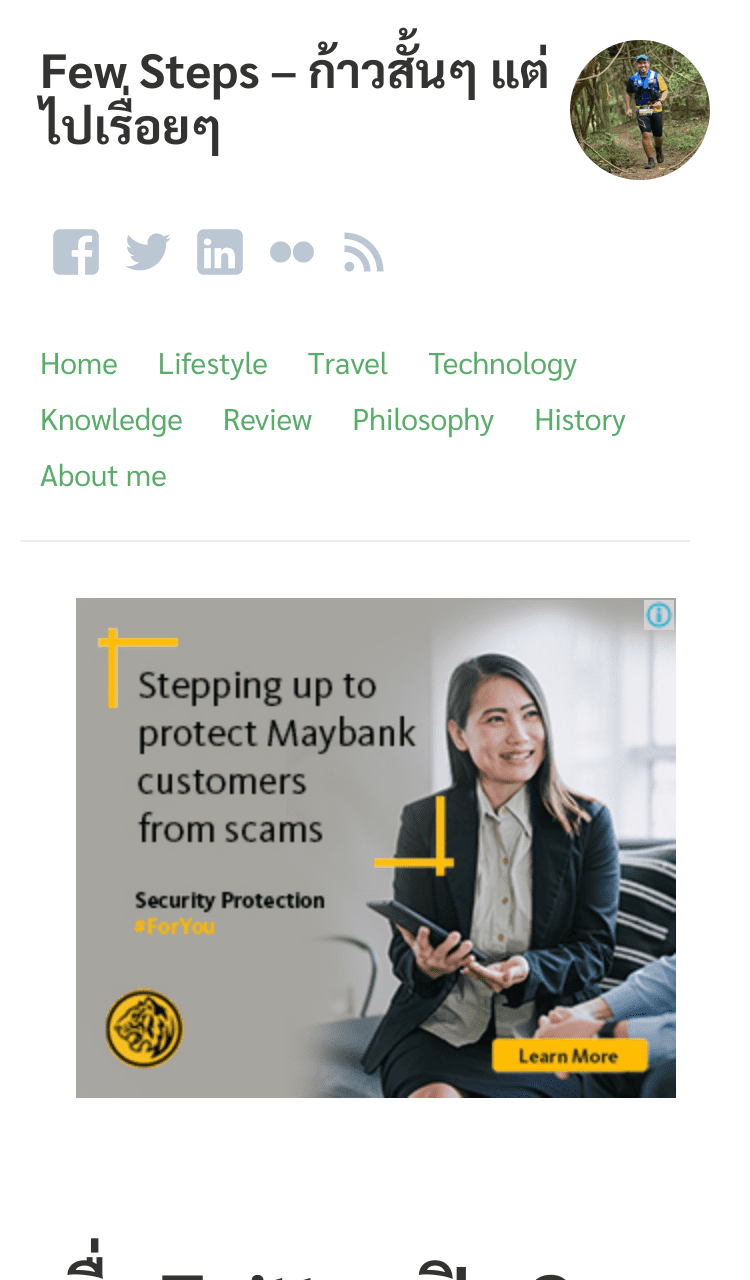 Few Steps – ก้าวสั้นๆ แต่
ไปเรื่อยๆ
Home Lifestyle Travel Technology
Knowledge Review Philosophy History
About me
Stepping up to
protect Maybank
customers
from scams
Security Protection
#ForYou
Learn More